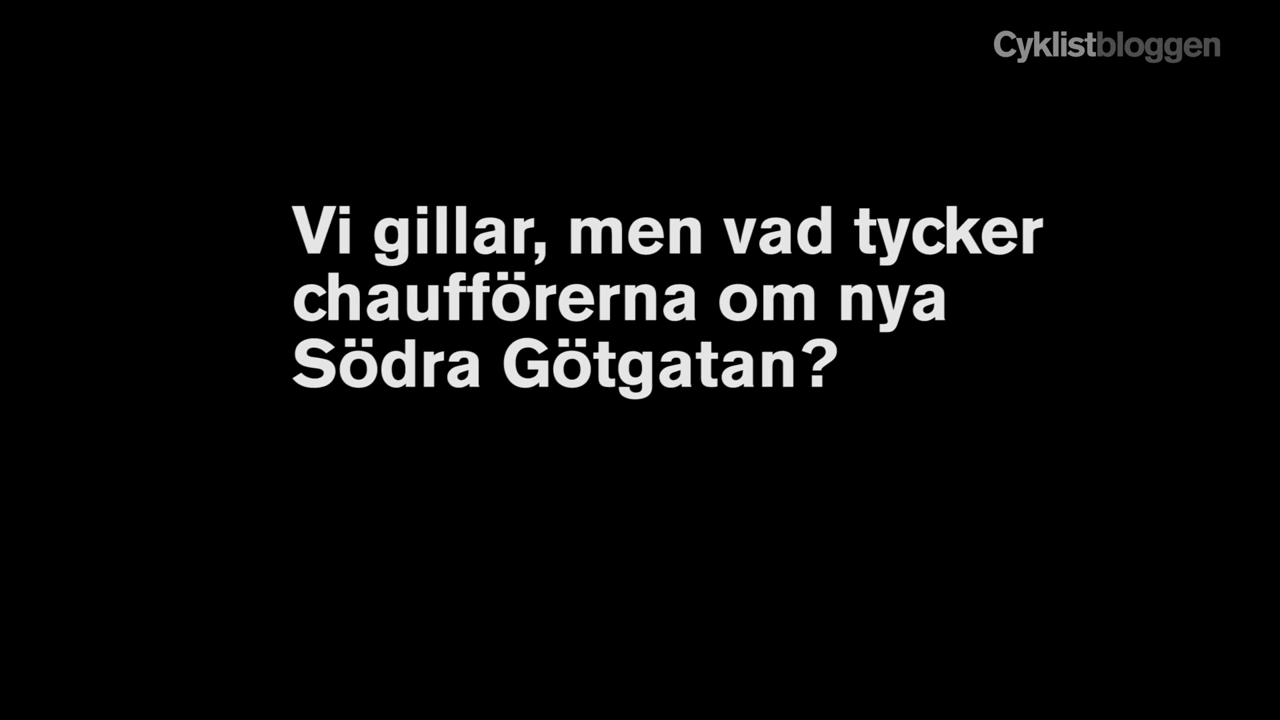 Cyklistbloggen
Vi gillar, men vad tycker
chaufförerna om nya
Södra Götgatan?